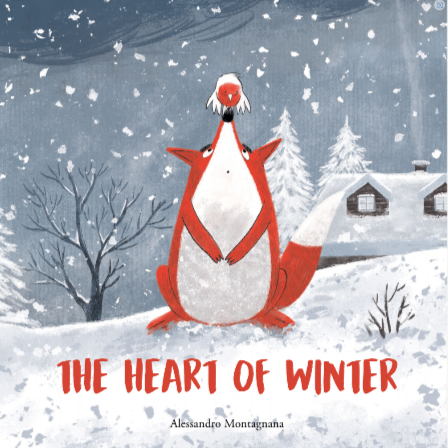 THE HEART OF WINTER
Alessandro Montagnana